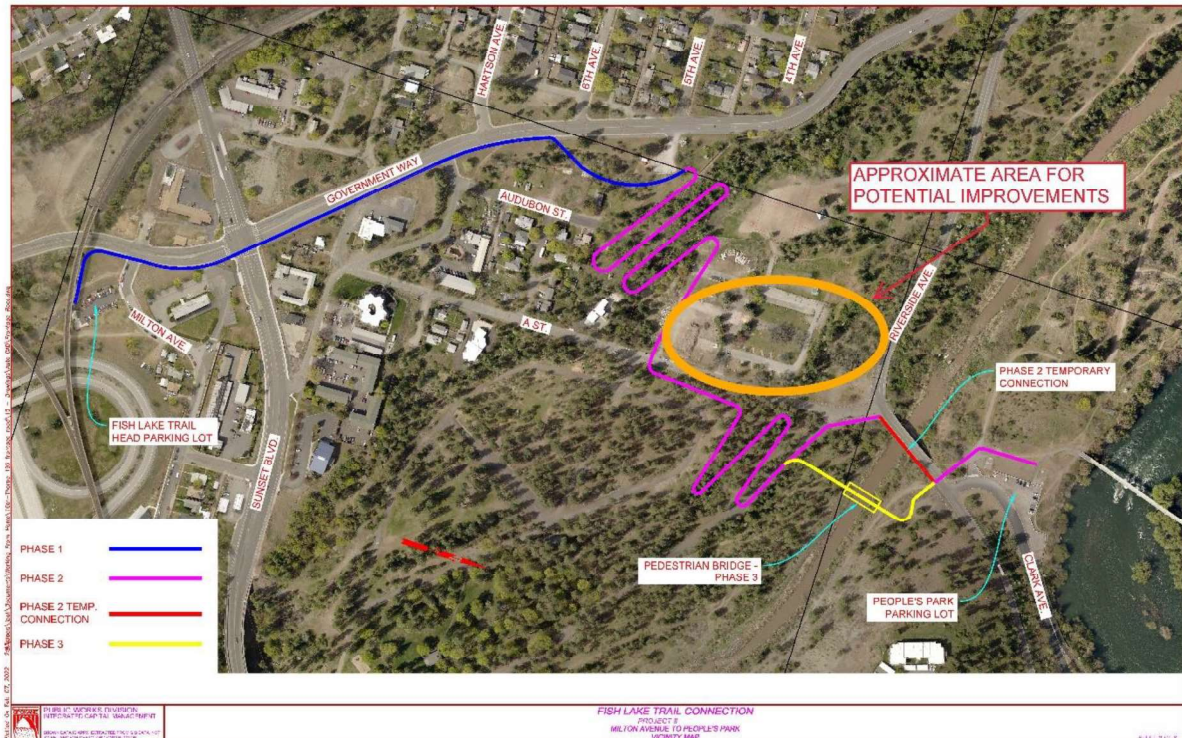 HARTSON AVE.
6TH AVE.
5TH AVE.
4TH AVE.
GOVERNMENT WAY
APPROXIMATE AREA FOR
POTENTIAL IMPROVEMENTS
AUDUBON ST.
RIVERSIDE AVE.
A ST.
MILTON AVE.
PHASE 2 TEMPORARY
CONNECTION
FISH LAKE TRAIL
HEAD PARKING LOT
SUNSET BLVD.
PEDESTRIAN BRIDGE -
PHASE 3
PEOPLE'S PARK
PARKING LOT
CLARK AVE.
PHASE 1
PHASE 2
PHASE 2 TEMP.
CONNECTION
PHASE 3
PUBLIC WORKS DIVISION
INTEGRATED CAPITAL MANAGEMENT
FISH LAKE TRAIL CONNECTION
PROJECT #
MILTON AVENUE TO PEOPLE'S PARK
VICINITY MAP